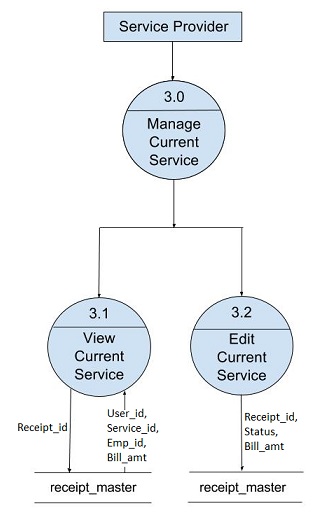 Service Provider
3.0
Manage
Current
Service
3.1
View
Current
Service
3.2
Edit
Current
Service
Receipt_id
User_id,
Service_id,
Emp_id,
Bill_amt
Receipt_id,
Status,
Bill_amt
receipt_master
receipt_master